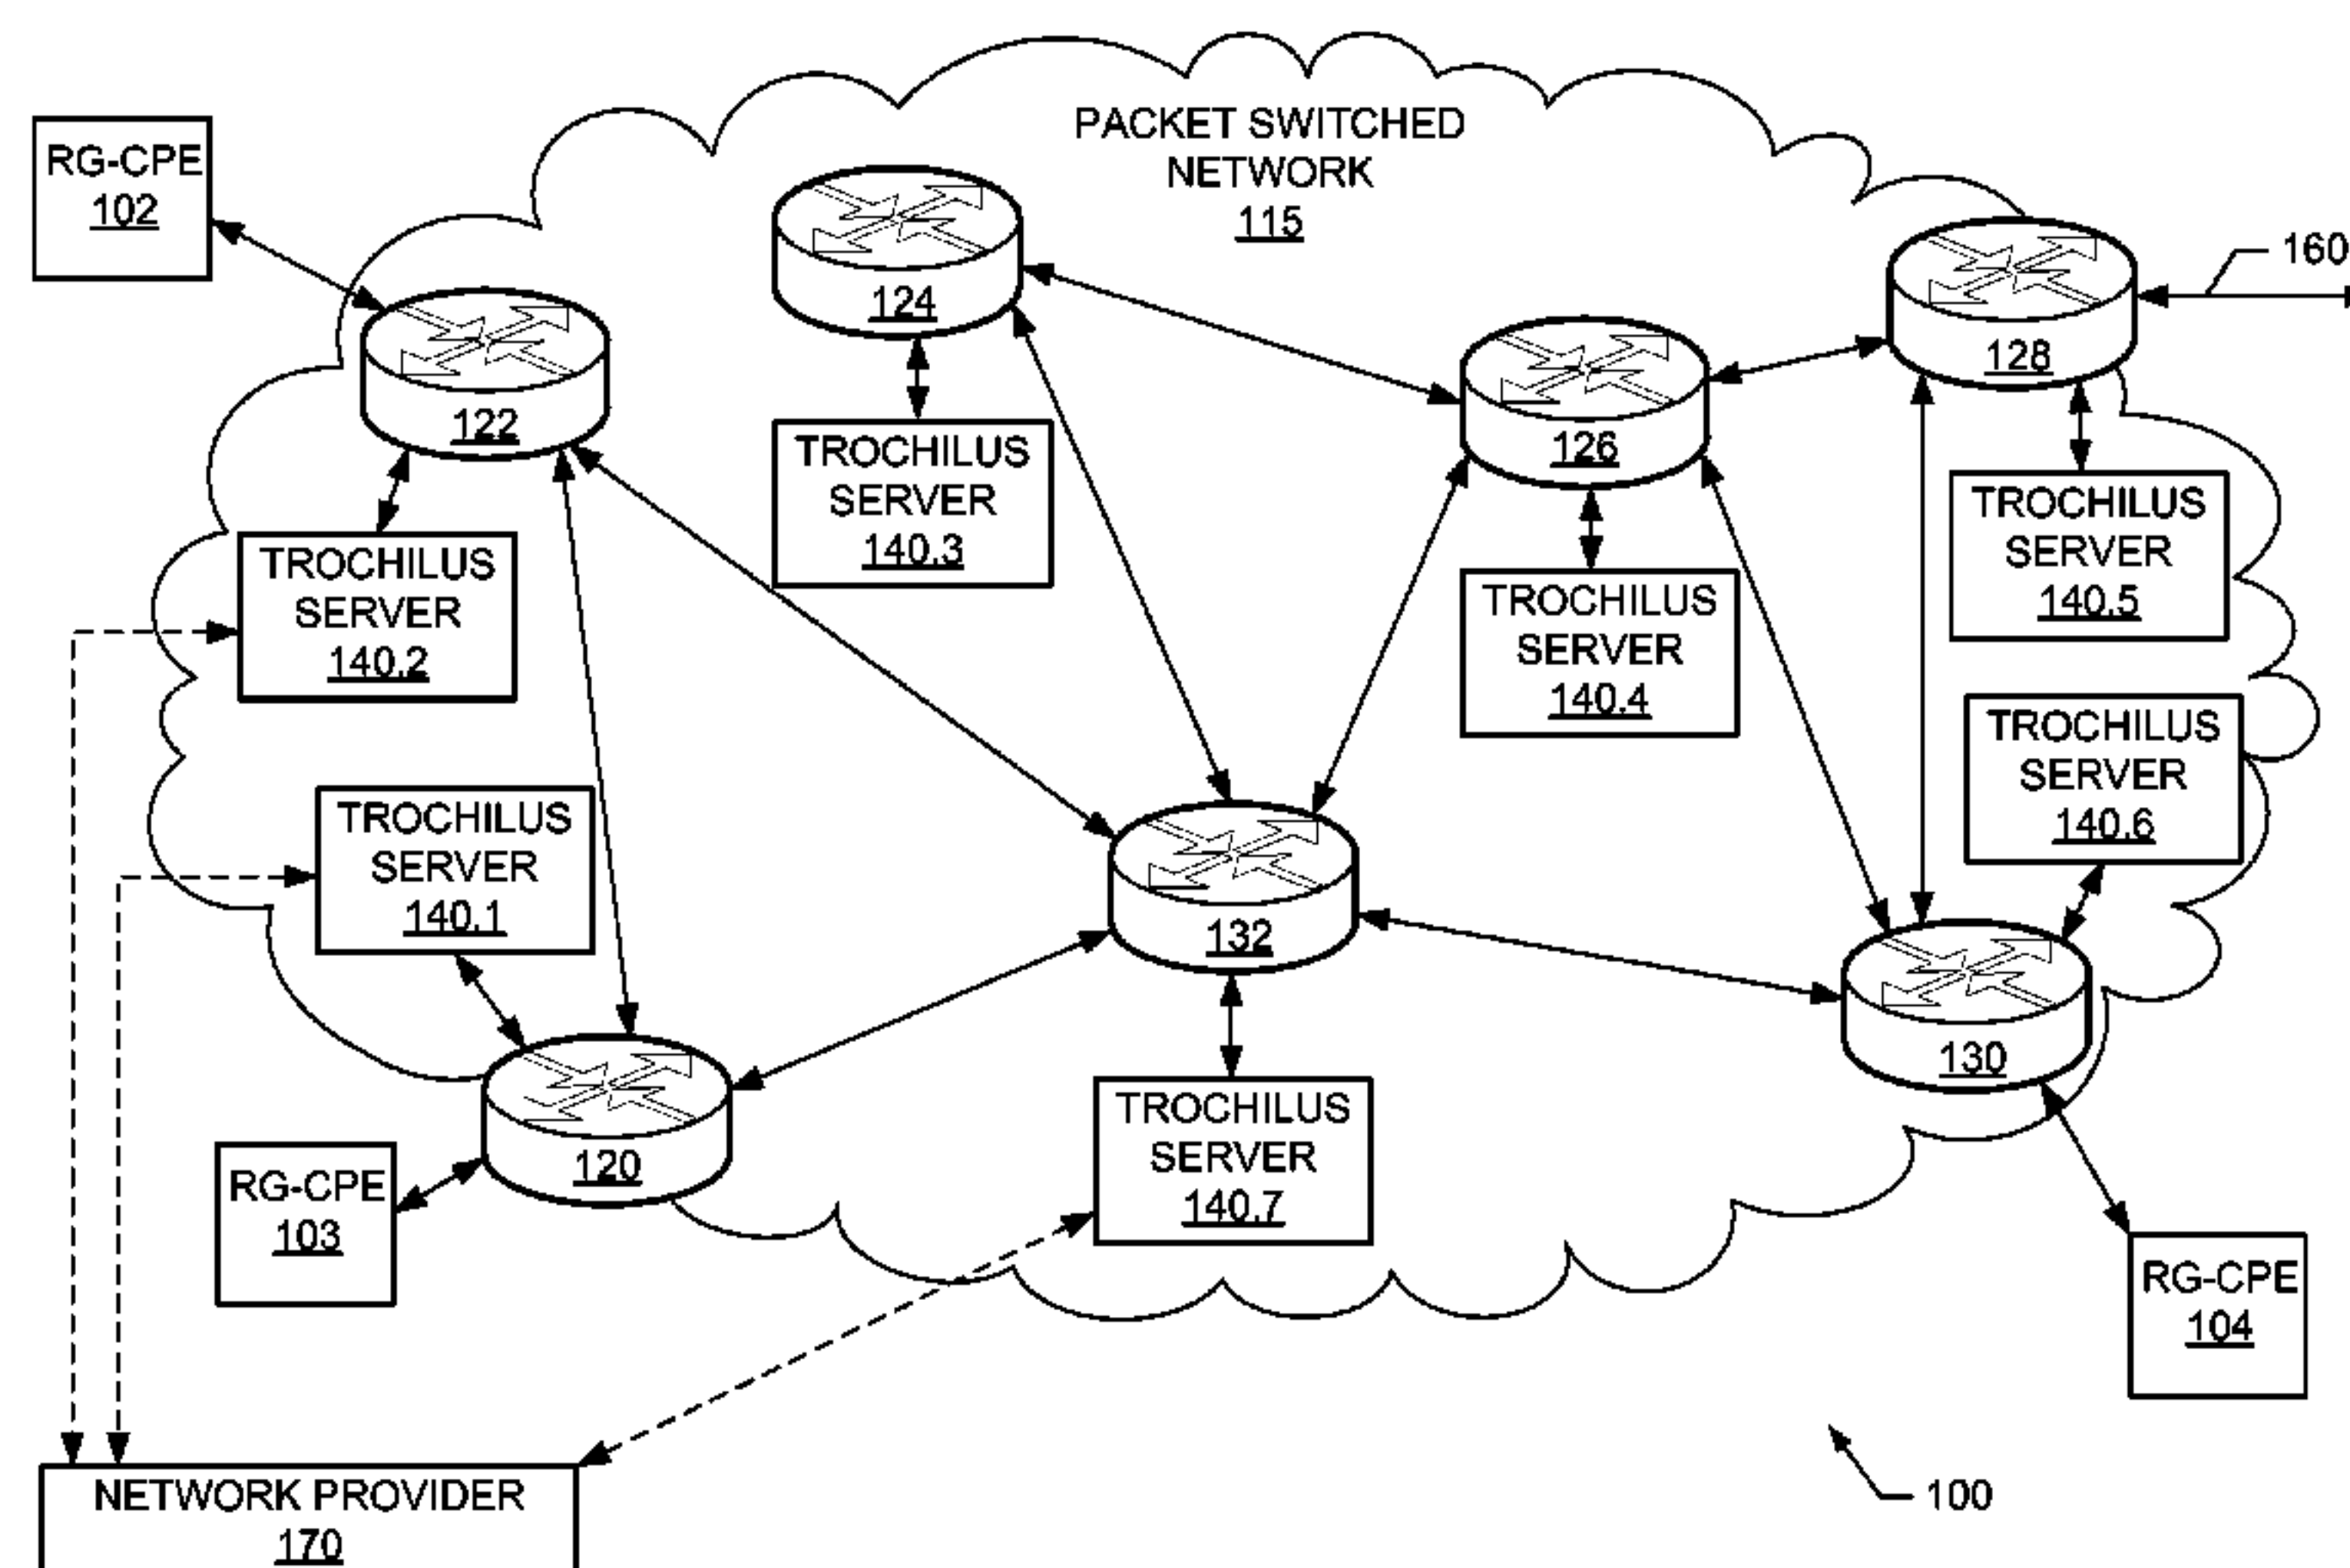 PACKET SWITCHED
NETWORK
115
RG-CPE
102
160
124
128
122
126
TROCHILUS
SERVER
140.3
TROCHILUS
SERVER
140.5
TROCHILUS
SERVER
140.2
TROCHILUS
SERVER
140.4
TROCHILUS
SERVER
140.6
TROCHILUS
SERVER
140.1
132
130
120
TROCHILUS
SERVER
140.7
RG-CPE
103
RG-CPE
104
NETWORK PROVIDER
170
100